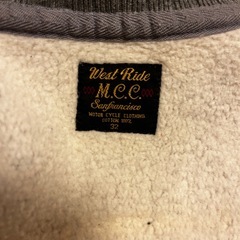 West Ride
M.C.C.
Sanfrancisco
MOTOR CYCLE CLOTHING
COTTON 100%
32